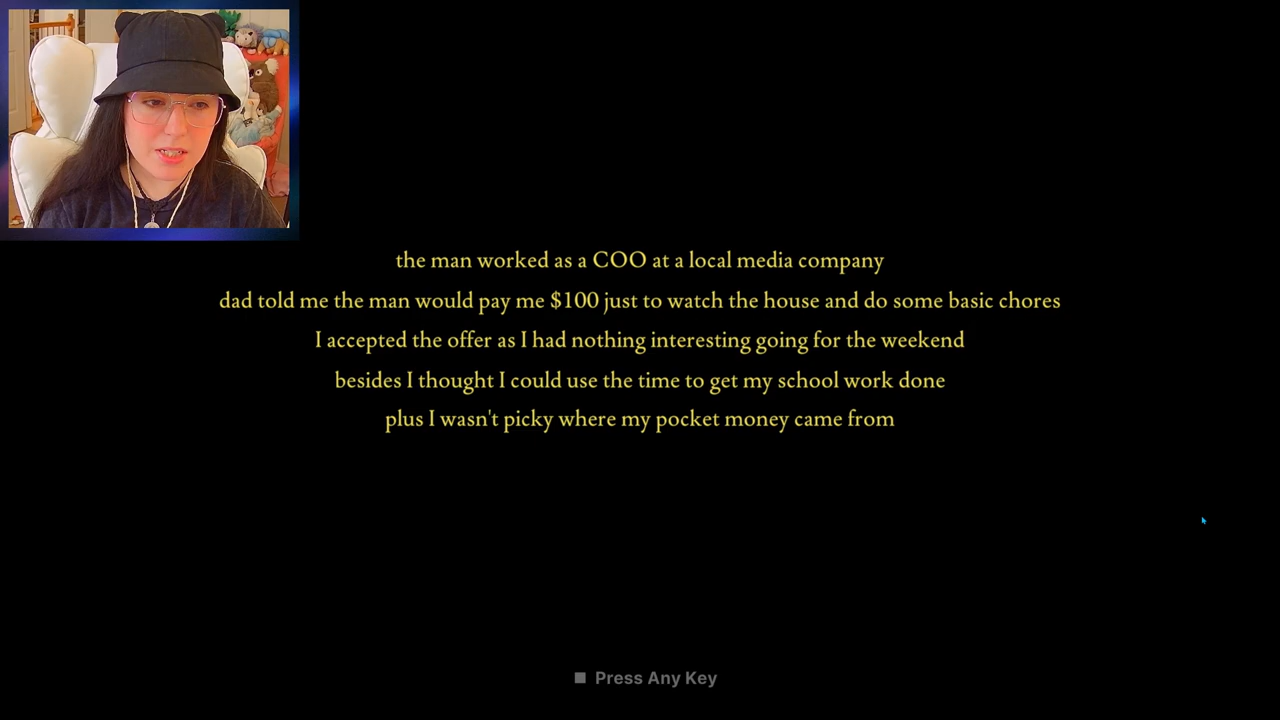 the man worked as a COO at a local media company
dad told me the man would pay me $100 just to watch the house and do some basic chores
I accepted the offer as I had nothing interesting going for the weekend
besides I thought I could use the time to get my school work done
plus I wasn't picky where my pocket money came from
Press Any Key